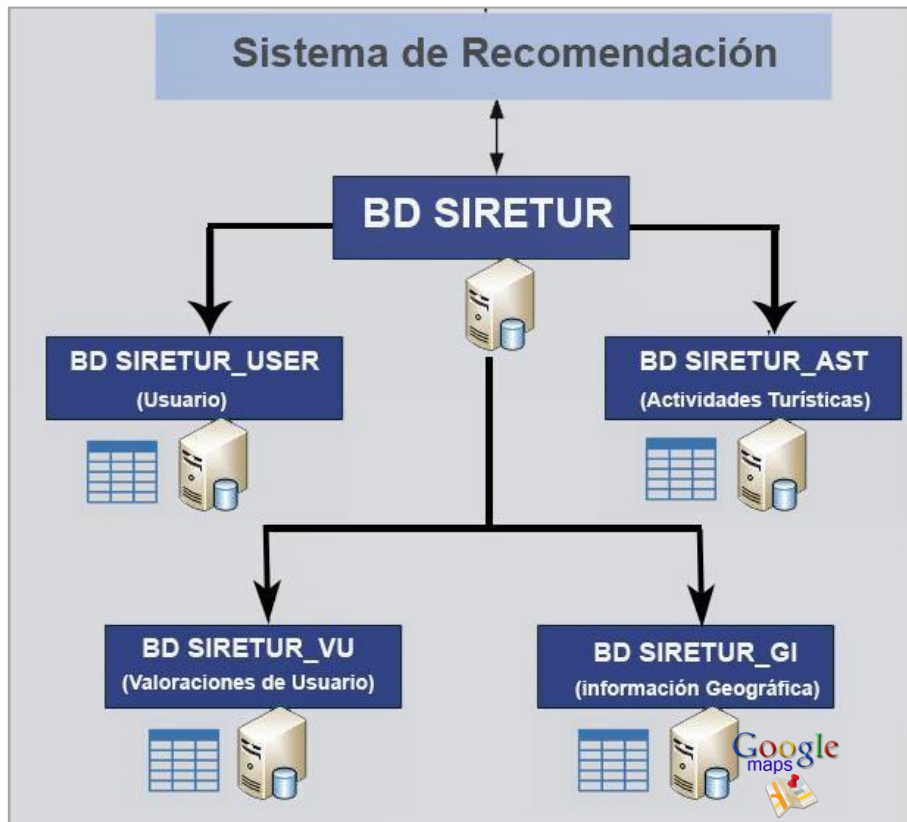 Sistema de Recomendación
BD SIRETUR
BD SIRETUR_USER
(Usuario)
BD SIRETUR_AST
(Actividades Turísticas)
BD SIRETUR_VU
(Valoraciones de Usuario)
BD SIRETUR_GI
(información Geográfica)
Google
maps